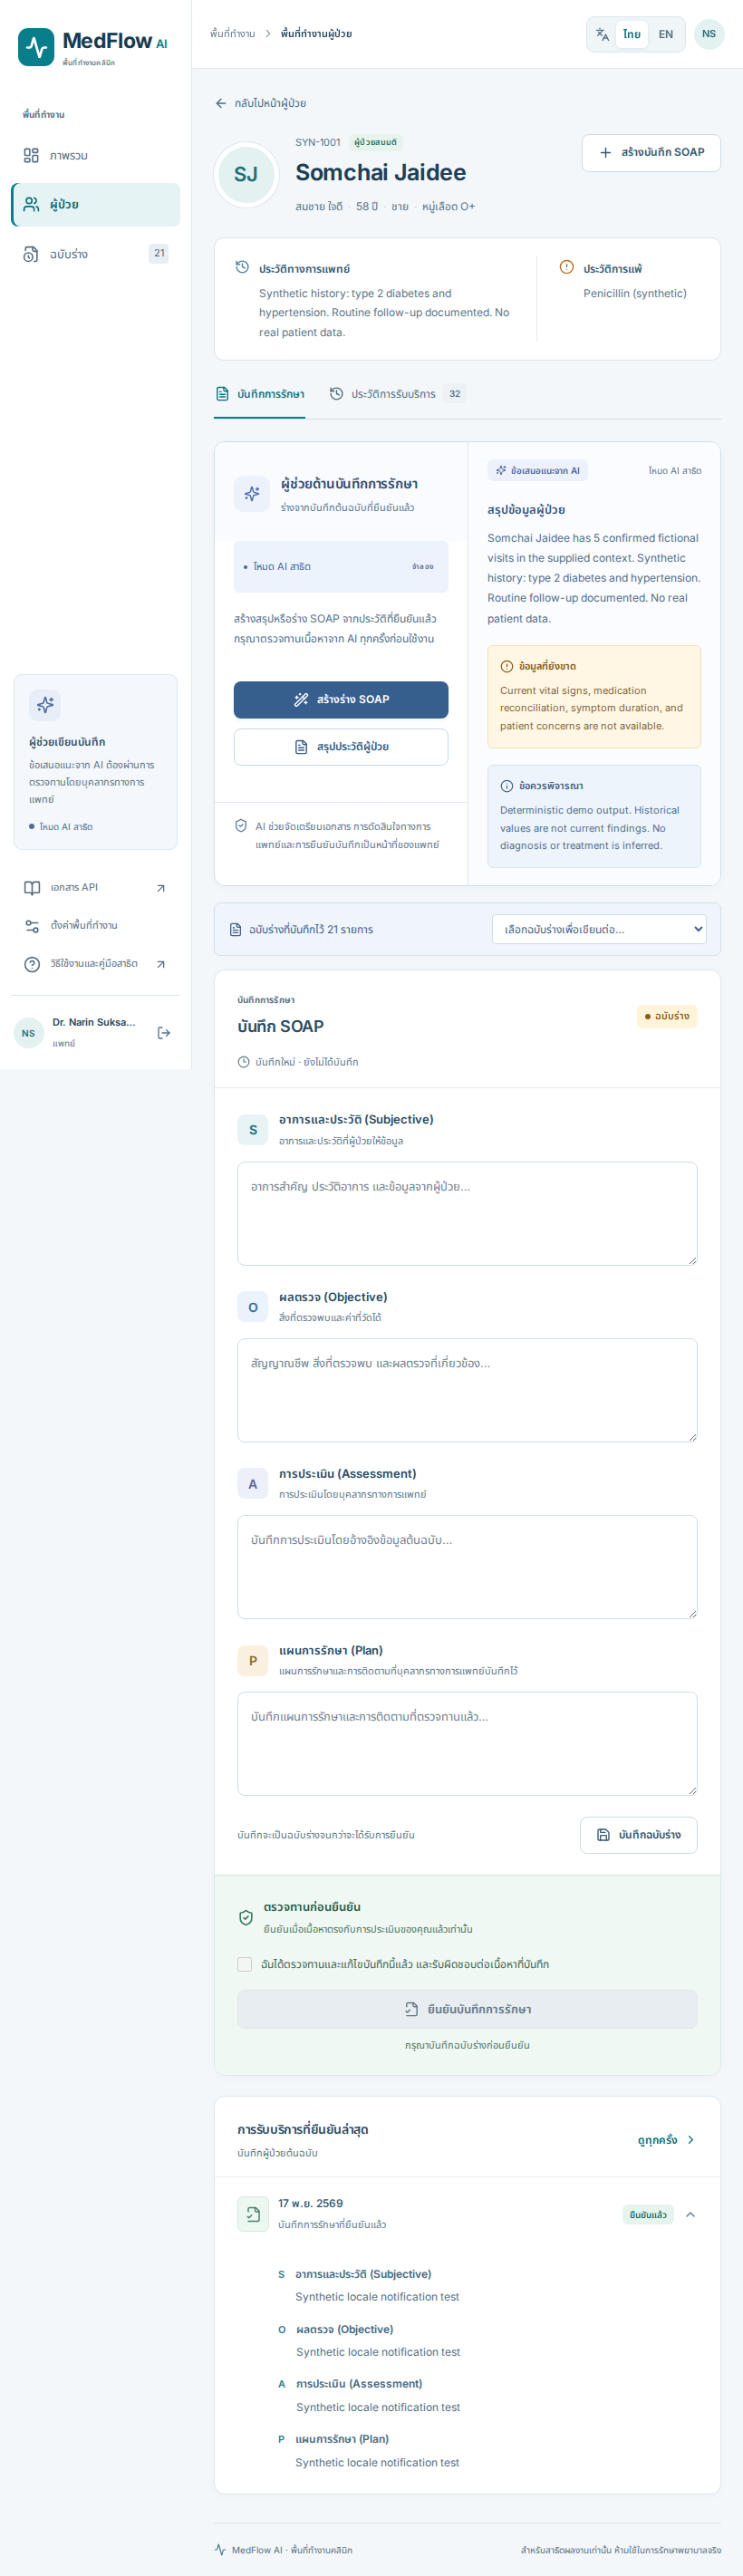 MedFlow AI
พื้นที่ทำงานคลินิก
พื้นที่ทำงาน
ภาพรวม
ผู้ป่วย
ฉบับร่าง 21
ผู้ช่วยเขียนบันทึก
ข้อเสนอแนะจาก AI ต้องผ่านการ
ตรวจทานโดยบุคลากรทางการ
แพทย์
โหมด AI สาธิต
เอกสาร API
ตั้งค่าพื้นที่ทำงาน
วิธีใช้งานและคู่มือสาธิต
NS
Dr. Narin Suksa...
แพทย์
พื้นที่ทำงาน
พื้นที่ทำงานผู้ป่วย
ไทย EN NS
กลับไปหน้าผู้ป่วย
SJ
SYN-1001 ผู้ป่วยสมมติ
Somchai Jaidee
สมชาย ใจดี · 58 ปี · ชาย · หมู่เลือด O+
สร้างบันทึก SOAP
ประวัติทางการแพทย์
Synthetic history: type 2 diabetes and
hypertension. Routine follow-up documented. No
real patient data.
ประวัติการแพ้
Penicillin (synthetic)
บันทึกการรักษา
ประวัติการรับบริการ 32
ผู้ช่วยด้านบันทึกการรักษา
ร่างจากบันทึกต้นฉบับที่ยืนยันแล้ว
โหมด AI สาธิต จำลอง
สร้างสรุปหรือร่าง SOAP จากประวัติที่ยืนยันแล้ว
กรุณาตรวจทานเนื้อหาจาก AI ทุกครั้งก่อนใช้งาน
สร้างร่าง SOAP
สรุปประวัติผู้ป่วย
AI ช่วยจัดเตรียมเอกสาร การตัดสินใจทางการ
แพทย์และการยืนยันบันทึกเป็นหน้าที่ของแพทย์
ข้อเสนอแนะจาก AI โหมด AI สาธิต
สรุปข้อมูลผู้ป่วย
Somchai Jaidee has 5 confirmed fictional
visits in the supplied context. Synthetic
history: type 2 diabetes and hypertension.
Routine follow-up documented. No real
patient data.
ข้อมูลที่ยังขาด
Current vital signs, medication
reconciliation, symptom duration, and
patient concerns are not available.
ข้อควรพิจารณา
Deterministic demo output. Historical
values are not current findings. No
diagnosis or treatment is inferred.
ฉบับร่างที่บันทึกไว้ 21 รายการ
เลือกฉบับร่างเพื่อเขียนต่อ...
บันทึกการรักษา
บันทึก SOAP
ฉบับร่าง
บันทึกใหม่ · ยังไม่ได้บันทึก
S อาการและประวัติ (Subjective)
อาการและประวัติที่ผู้ป่วยให้ข้อมูล
อาการสำคัญ ประวัติอาการ และข้อมูลจากผู้ป่วย...
O ผลตรวจ (Objective)
สิ่งที่ตรวจพบและค่าที่วัดได้
สัญญาณชีพ สิ่งที่ตรวจพบ และผลตรวจที่เกี่ยวข้อง...
A การประเมิน (Assessment)
การประเมินโดยบุคลากรทางการแพทย์
บันทึกการประเมินโดยอ้างอิงข้อมูลต้นฉบับ...
P แผนการรักษา (Plan)
แผนการรักษาและการติดตามที่บุคลากรทางการแพทย์บันทึกไว้
บันทึกแผนการรักษาและการติดตามที่ตรวจทานแล้ว...
บันทึกจะเป็นฉบับร่างจนกว่าจะได้รับการยืนยัน
บันทึกฉบับร่าง
ตรวจทานก่อนยืนยัน
ยืนยันเมื่อเนื้อหาตรงกับการประเมินของคุณแล้วเท่านั้น
ฉันได้ตรวจทานและแก้ไขบันทึกนี้แล้ว และรับผิดชอบต่อเนื้อหาที่บันทึก
ยืนยันบันทึกการรักษา
กรุณาบันทึกฉบับร่างก่อนยืนยัน
การรับบริการที่ยืนยันล่าสุด
บันทึกผู้ป่วยต้นฉบับ
ดูทุกครั้ง
17 พ.ย. 2569
บันทึกการรักษาที่ยืนยันแล้ว
ยืนยันแล้ว
S อาการและประวัติ (Subjective)
Synthetic locale notification test
O ผลตรวจ (Objective)
Synthetic locale notification test
A การประเมิน (Assessment)
Synthetic locale notification test
P แผนการรักษา (Plan)
Synthetic locale notification test
MedFlow AI · พื้นที่ทำงานคลินิก
สำหรับสาธิตผลงานเท่านั้น ห้ามใช้ในการรักษาพยาบาลจริง